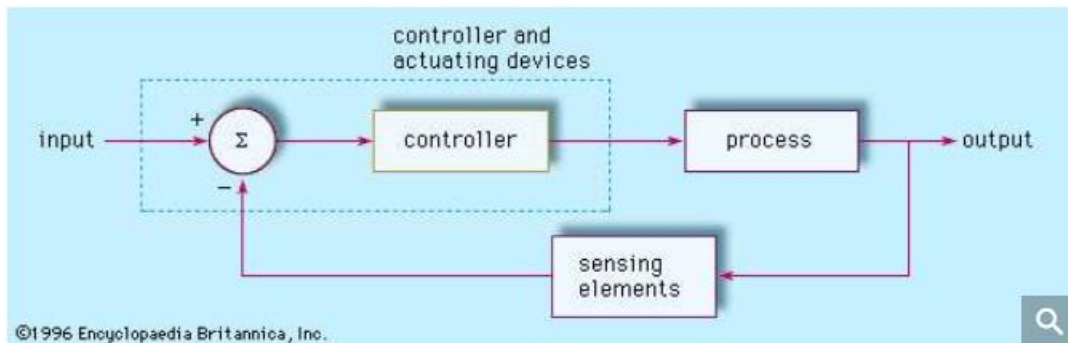 controller and
actuating devices
+
input
Σ
controller
process
output
−
sensing
elements
©1996 Encyclopaedia Britannica, Inc.